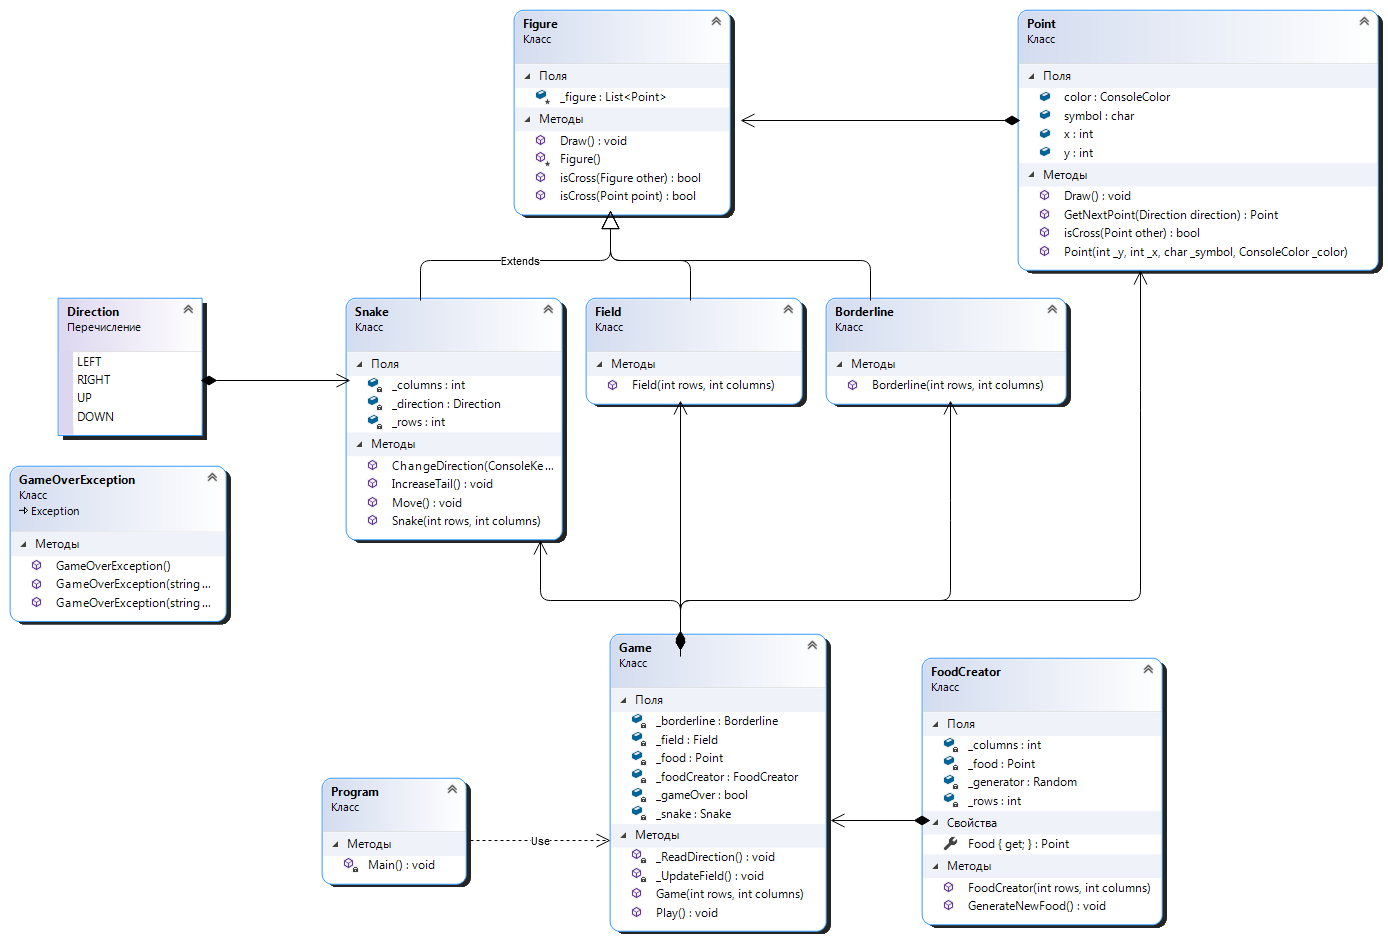 Figure
Класс
Поля
_figure : List<Point>
Методы
Draw() : void
Figure()
isCross(Figure other) : bool
isCross(Point point) : bool
Point
Класс
Поля
color : ConsoleColor
symbol : char
x : int
y : int
Методы
Draw() : void
GetNextPoint(Direction direction) : Point
isCross(Point other) : bool
Point(int _y, int _x, char _symbol, ConsoleColor _color)
Extends
Direction
Перечисление
LEFT
RIGHT
UP
DOWN
Snake
Класс
Поля
_columns : int
_direction : Direction
_rows : int
Методы
ChangeDirection(ConsoleKe...
IncreaseTail() : void
Move() : void
Snake(int rows, int columns)
Field
Класс
Методы
Field(int rows, int columns)
Borderline
Класс
Методы
Borderline(int rows, int columns)
GameOverException
Класс
Exception
Методы
GameOverException()
GameOverException(string ...
GameOverException(string ...
Game
Класс
Поля
_borderline : Borderline
_field : Field
_food : Point
_foodCreator : FoodCreator
_gameOver : bool
_snake : Snake
Методы
_ReadDirection() : void
_UpdateField() : void
Game(int rows, int columns)
Play() : void
FoodCreator
Класс
Поля
_columns : int
_food : Point
_generator : Random
_rows : int
Свойства
Food { get; } : Point
Методы
FoodCreator(int rows, int columns)
GenerateNewFood() : void
Program
Класс
Методы
Main() : void
Use